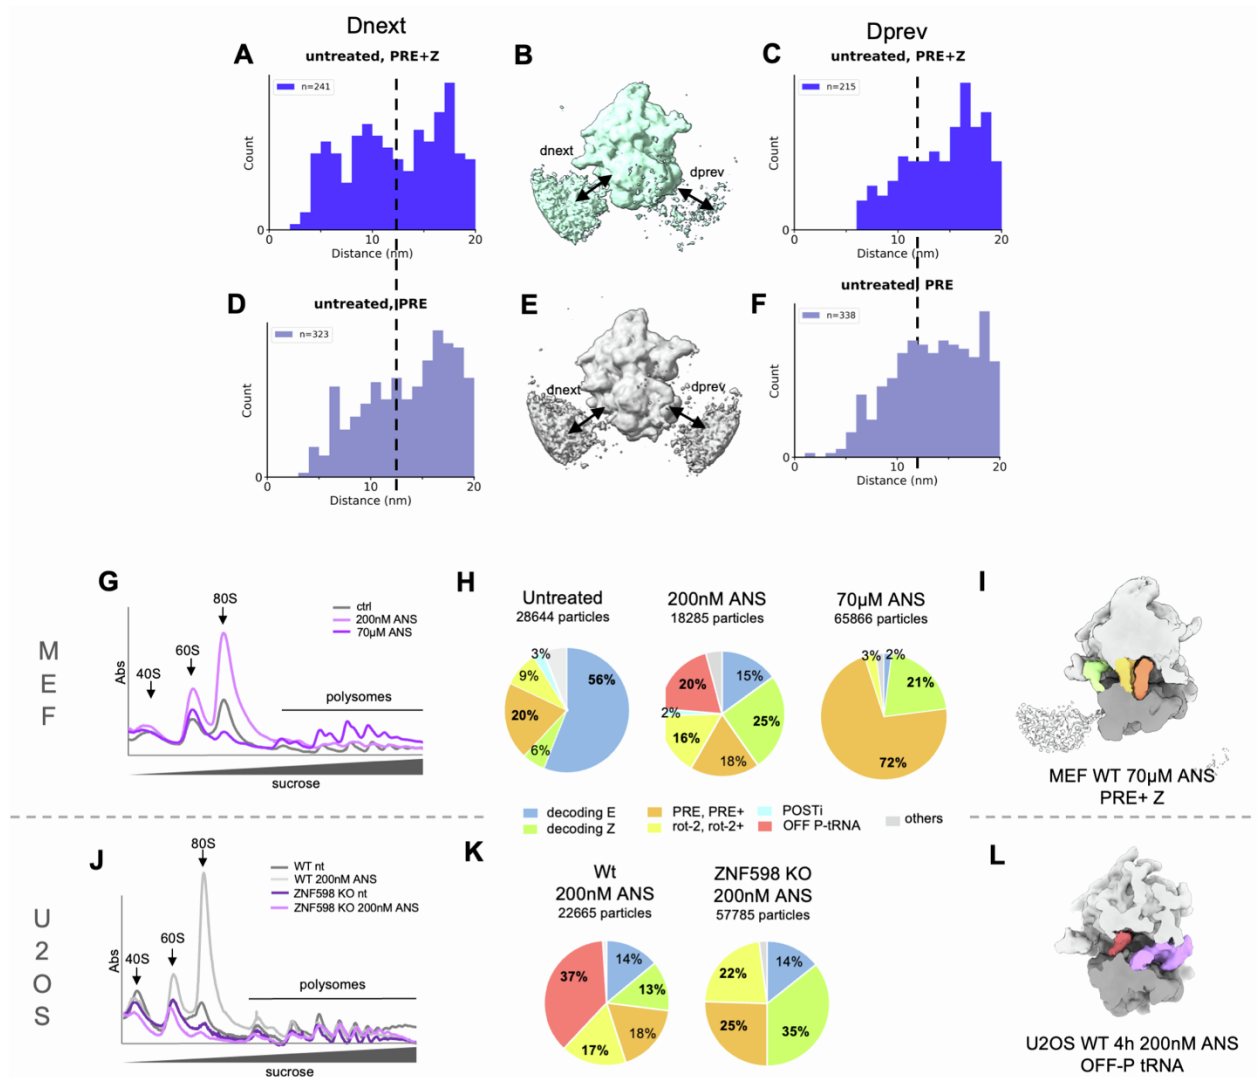 Dnext
Dprev
A
untreated, PRE+Z
n=241
Count
0
0
10
20
Distance (nm)
B
dnext
dprev
C
untreated, PRE+Z
n=215
Count
0
0
10
20
Distance (nm)
D
untreated, PRE
n=323
Count
0
0
10
20
Distance (nm)
E
dnext
dprev
F
untreated, PRE
n=338
Count
0
0
10
20
Distance (nm)
M
E
F
G
Abs
40S
60S
80S
ctrl
200nM ANS
70µM ANS
polysomes
sucrose
H
Untreated
28644 particles
3%
9%
56%
20%
6%
200nM ANS
18285 particles
20%
15%
2%
25%
16%
18%
70µM ANS
65866 particles
3%
2%
21%
72%
decoding E
decoding Z
PRE, PRE+
rot-2, rot-2+
POSTi
OFF P-tRNA
others
I
MEF WT 70µM ANS
PRE+ Z
U
2
O
S
J
Abs
40S
60S
80S
WT nt
WT 200nM ANS
ZNF598 KO nt
ZNF598 KO 200nM ANS
polysomes
sucrose
K
Wt
200nM ANS
22665 particles
37%
14%
13%
18%
17%
ZNF598 KO
200nM ANS
57785 particles
22%
14%
25%
35%
L
U2OS WT 4h 200nM ANS
OFF-P tRNA